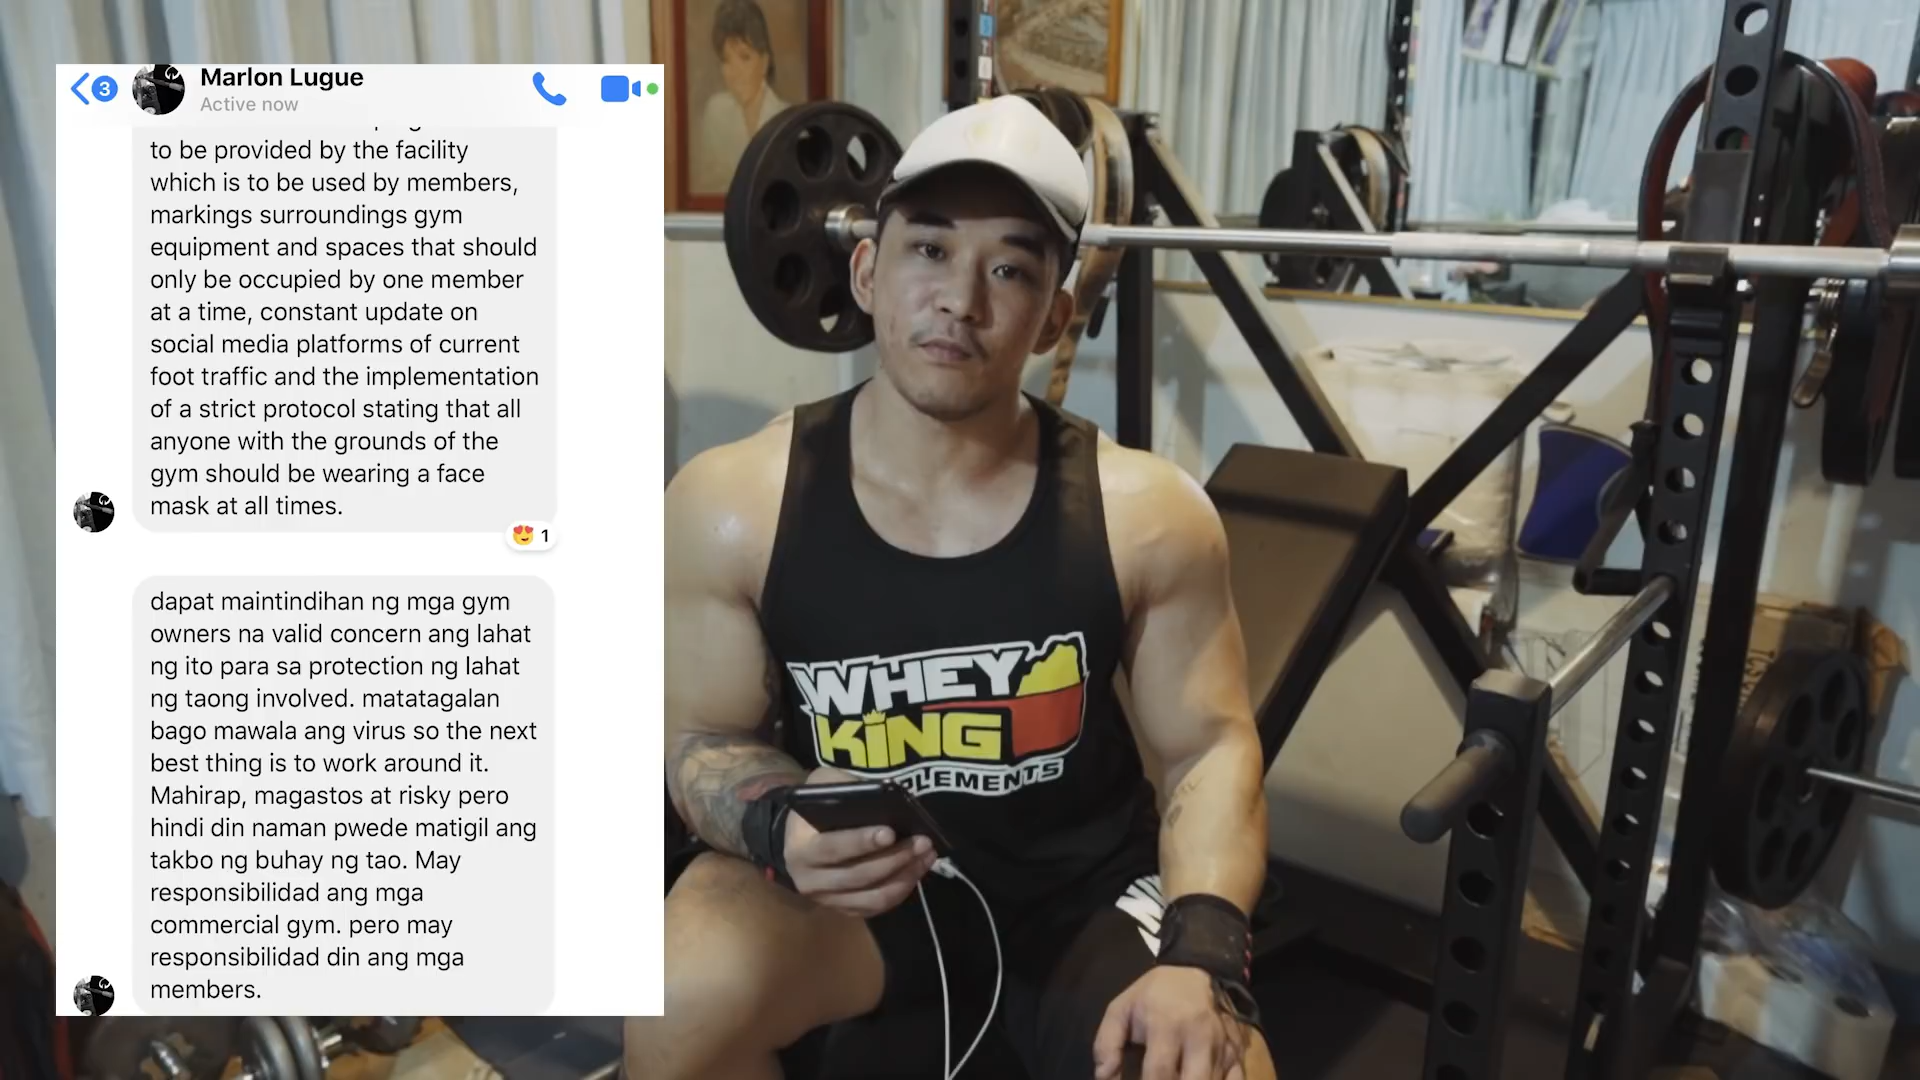 3
Marlon Lugue
Active now
to be provided by the facility
which is to be used by members,
markings surroundings gym
equipment and spaces that should
only be occupied by one member
at a time, constant update on
social media platforms of current
foot traffic and the implementation
of a strict protocol stating that all
anyone with the grounds of the
gym should be wearing a face
mask at all times.
1
dapat maintindihan ng mga gym
owners na valid concern ang lahat
ng ito para sa protection ng lahat
ng taong involved. matatagalan
bago mawala ang virus so the next
best thing is to work around it.
Mahirap, magastos at risky pero
hindi din naman pwede matigil ang
takbo ng buhay ng tao. May
responsibilidad ang mga
commercial gym. pero may
responsibilidad din ang mga
members.
WHEY
KING